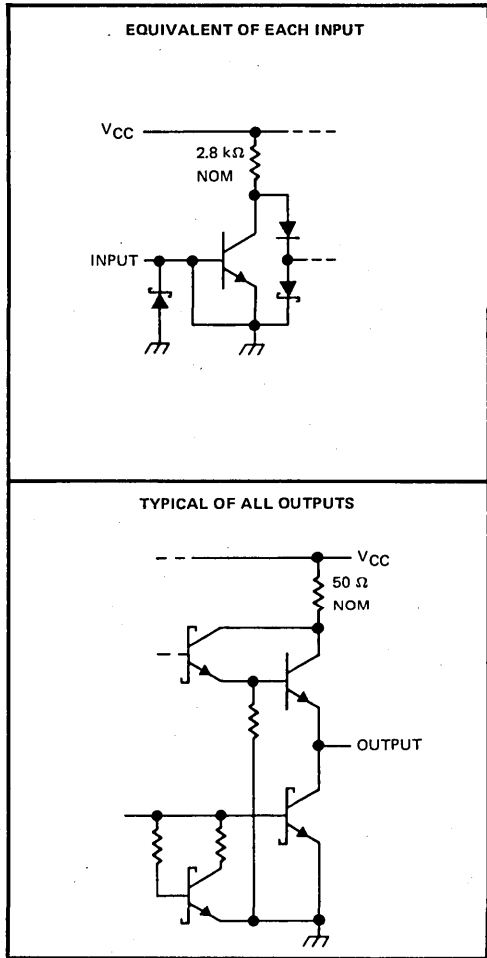 EQUIVALENT OF EACH INPUT
VCC
2.8 kΩ
NOM
INPUT
TYPICAL OF ALL OUTPUTS
VCC
50 Ω
NOM
OUTPUT